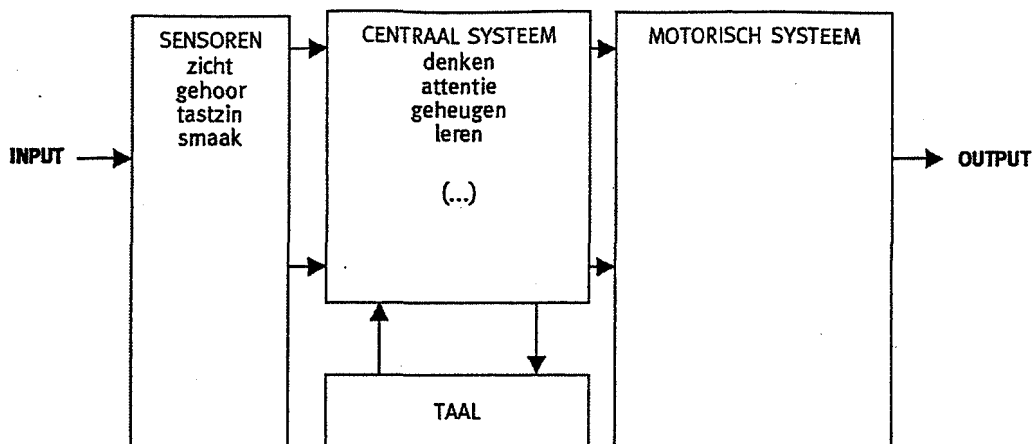 SENSOREN
zicht
gehoor
tastzin
smaak
CENTRAAL SYSTEEM
denken
attentie
geheugen
leren
(...)
MOTORISCH SYSTEEM
INPUT
OUTPUT
TAAL